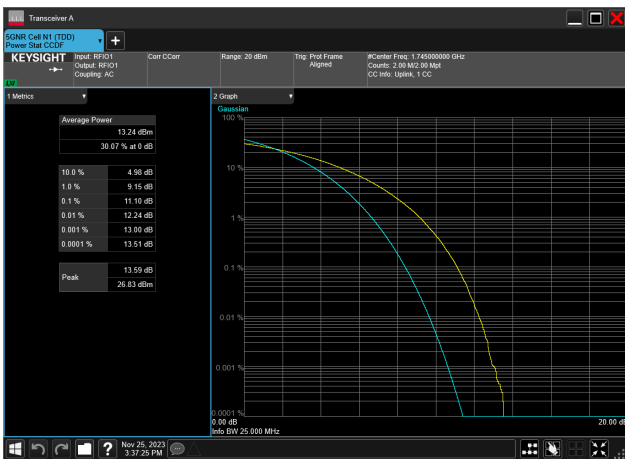 Transceiver A
5GNR Cell N1 (TDD)
Power Stat CCDF
KEYSIGHT
LV
Input: RFIO1
Output: RFIO1
Coupling: AC
Corr CCorr
Range: 20 dBm
Trig: Prot Frame
Aligned
#Center Freq: 1.745000000 GHz
Counts: 2.00 M/2.00 Mpt
CC Info: Uplink, 1 CC
1 Metrics
Average Power
13.24 dBm
30.07 % at 0 dB
10.0 % 4.98 dB
1.0 % 9.15 dB
0.1 % 11.10 dB
0.01 % 12.24 dB
0.001 % 13.00 dB
0.0001 % 13.51 dB
Peak
13.59 dB
26.83 dBm
2 Graph
Gaussian
100 %
10 %
1 %
0.1 %
0.01 %
0.001 %
0.0001 %
0.00 dB
20.00 dB
Info BW 25.000 MHz
?
Nov 25, 2023
3:37:25 PM